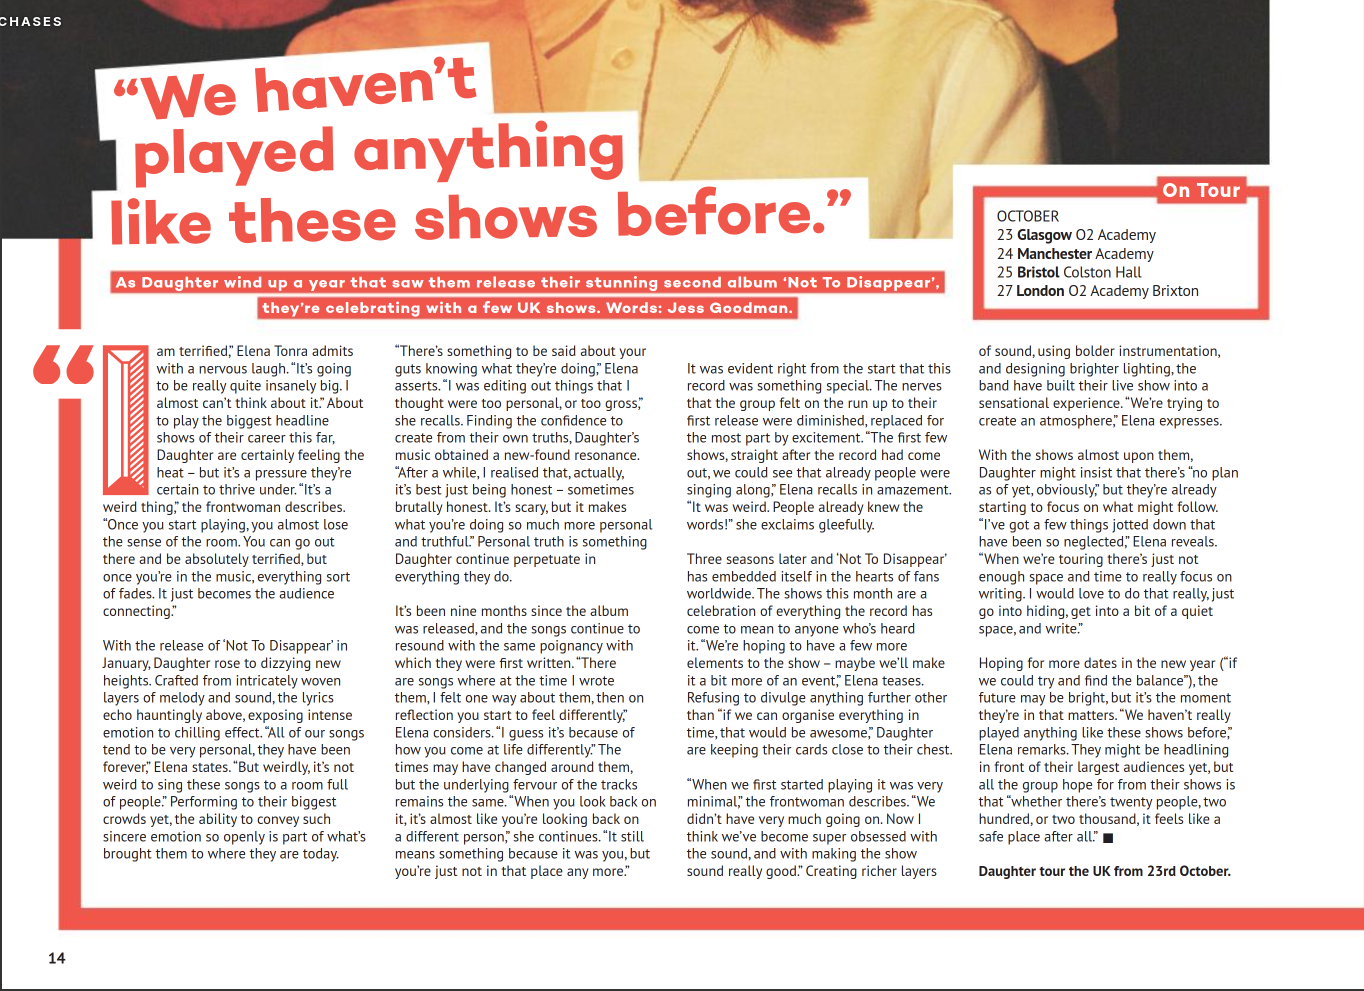 CHASES
“We haven’t
played anything
like these shows before.”
As Daughter wind up a year that saw them release their stunning second album ‘Not To Disappear’,
they’re celebrating with a few UK shows. Words: Jess Goodman.
On Tour
OCTOBER
23 Glasgow O2 Academy
24 Manchester Academy
25 Bristol Colston Hall
27 London O2 Academy Brixton
“I am terrified,” Elena Tonra admits
with a nervous laugh. “It’s going
to be really quite insanely big. I
almost can’t think about it.” About
to play the biggest headline
shows of their career this far,
Daughter are certainly feeling the
heat – but it’s a pressure they’re
certain to thrive under. “It’s a
weird thing,” the frontwoman describes.
“Once you start playing, you almost lose
the sense of the room. You can go out
there and be absolutely terrified, but
once you’re in the music, everything sort
of fades. It just becomes the audience
connecting.”
With the release of ‘Not To Disappear’ in
January, Daughter rose to dizzying new
heights. Crafted from intricately woven
layers of melody and sound, the lyrics
echo hauntingly above, exposing intense
emotion to chilling effect. “All of our songs
tend to be very personal, they have been
forever,” Elena states. “But weirdly, it’s not
weird to sing these songs to a room full
of people.” Performing to their biggest
crowds yet, the ability to convey such
sincere emotion so openly is part of what’s
brought them to where they are today.
“There’s something to be said about your
guts knowing what they’re doing,” Elena
asserts. “I was editing out things that I
thought were too personal, or too gross,”
she recalls. Finding the confidence to
create from their own truths, Daughter’s
music obtained a new-found resonance.
“After a while, I realised that, actually,
it’s best just being honest – sometimes
brutally honest. It’s scary, but it makes
what you’re doing so much more personal
and truthful.” Personal truth is something
Daughter continue perpetuate in
everything they do.
It’s been nine months since the album
was released, and the songs continue to
resound with the same poignancy with
which they were first written. “There
are songs where at the time I wrote
them, I felt one way about them, then on
reflection you start to feel differently,”
Elena considers. “I guess it’s because of
how you come at life differently.” The
times may have changed around them,
but the underlying fervour of the tracks
remains the same. “When you look back on
it, it’s almost like you’re looking back on
a different person,” she continues. “It still
means something because it was you, but
you’re just not in that place any more.”
It was evident right from the start that this
record was something special. The nerves
that the group felt on the run up to their
first release were diminished, replaced for
the most part by excitement. “The first few
shows, straight after the record had come
out, we could see that already people were
singing along,” Elena recalls in amazement.
“It was weird. People already knew the
words!” she exclaims gleefully.
Three seasons later and ‘Not To Disappear’
has embedded itself in the hearts of fans
worldwide. The shows this month are a
celebration of everything the record has
come to mean to anyone who’s heard
it. “We’re hoping to have a few more
elements to the show – maybe we’ll make
it a bit more of an event,” Elena teases.
Refusing to divulge anything further other
than “if we can organise everything in
time, that would be awesome,” Daughter
are keeping their cards close to their chest.
“When we first started playing it was very
minimal,” the frontwoman describes. “We
didn’t have very much going on. Now I
think we’ve become super obsessed with
the sound, and with making the show
sound really good.” Creating richer layers
of sound, using bolder instrumentation,
and designing brighter lighting, the
band have built their live show into a
sensational experience. “We’re trying to
create an atmosphere,” Elena expresses.
With the shows almost upon them,
Daughter might insist that there’s “no plan
as of yet, obviously,” but they’re already
starting to focus on what might follow.
“I’ve got a few things jotted down that
have been so neglected,” Elena reveals.
“When we’re touring there’s just not
enough space and time to really focus on
writing. I would love to do that really, just
go into hiding, get into a bit of a quiet
space, and write.”
Hoping for more dates in the new year (“if
we could try and find the balance”), the
future may be bright, but it’s the moment
they’re in that matters. “We haven’t really
played anything like these shows before,”
Elena remarks. They might be headlining
in front of their largest audiences yet, but
all the group hope for from their shows is
that “whether there’s twenty people, two
hundred, or two thousand, it feels like a
safe place after all.” ■
Daughter tour the UK from 23rd October.
14